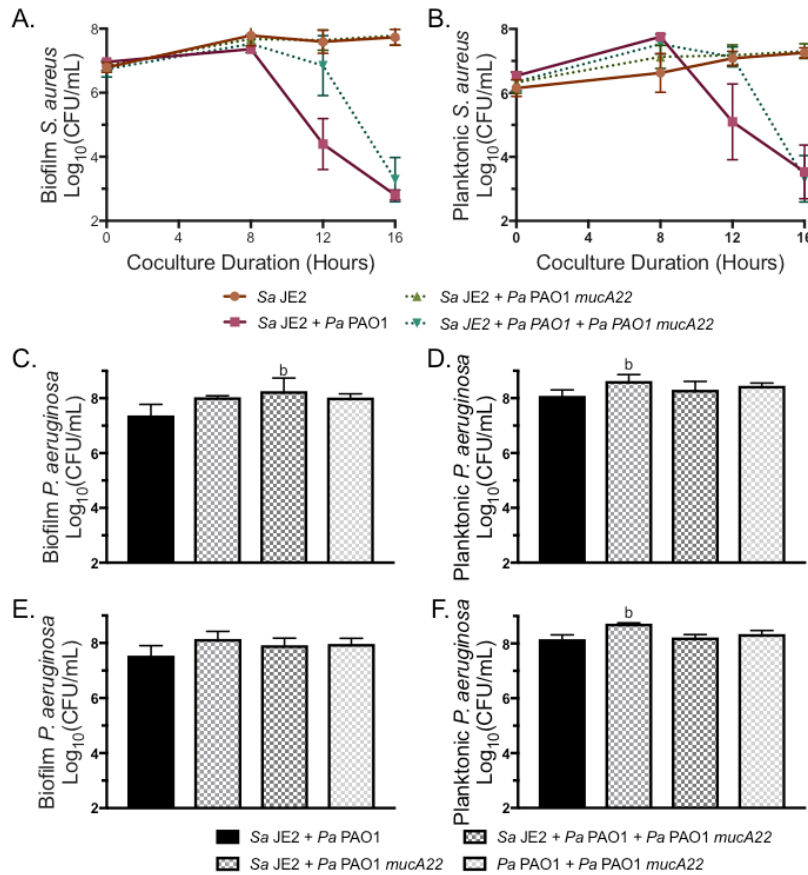 A.
Biofilm S. aureus
Log10(CFU/mL)
8
6
4
2
0
4
8
12
16
Coculture Duration (Hours)
B.
Planktonic S. aureus
Log10(CFU/mL)
8
6
4
2
0
4
8
12
16
Coculture Duration (Hours)
Sa JE2
Sa JE2 + Pa PAO1 mucA22
Sa JE2 + Pa PAO1
Sa JE2 + Pa PAO1 + Pa PAO1 mucA22
C.
Biofilm P. aeruginosa
Log10(CFU/mL)
8
6
4
2
b
D.
Planktonic P. aeruginosa
Log10(CFU/mL)
8
6
4
2
b
E.
Biofilm P. aeruginosa
Log10(CFU/mL)
8
6
4
2
F.
Planktonic P. aeruginosa
Log10(CFU/mL)
8
6
4
2
b
Sa JE2 + Pa PAO1
Sa JE2 + Pa PAO1 + Pa PAO1 mucA22
Sa JE2 + Pa PAO1 mucA22
Pa PAO1 + Pa PAO1 mucA22